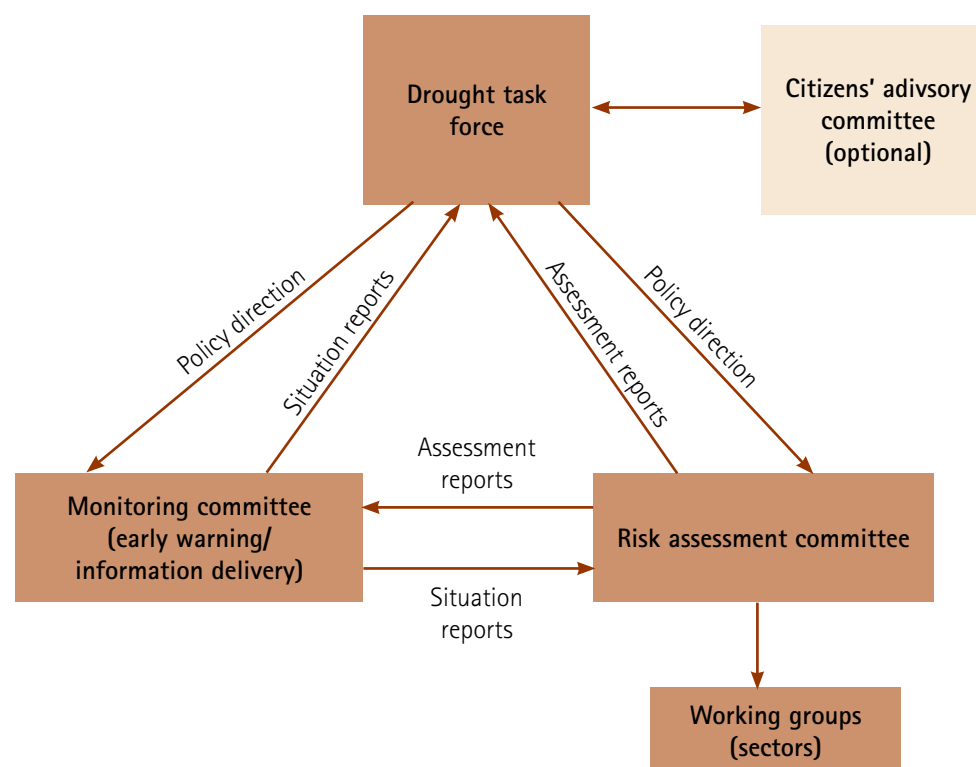 Drought task
force
Citizens' adivsory
committee
(optional)
Policy direction
Situation reports
Assessment reports
Policy direction
Assessment
reports
Monitoring committee
(early warning/
information delivery)
Risk assessment committee
Situation
reports
Working groups
(sectors)